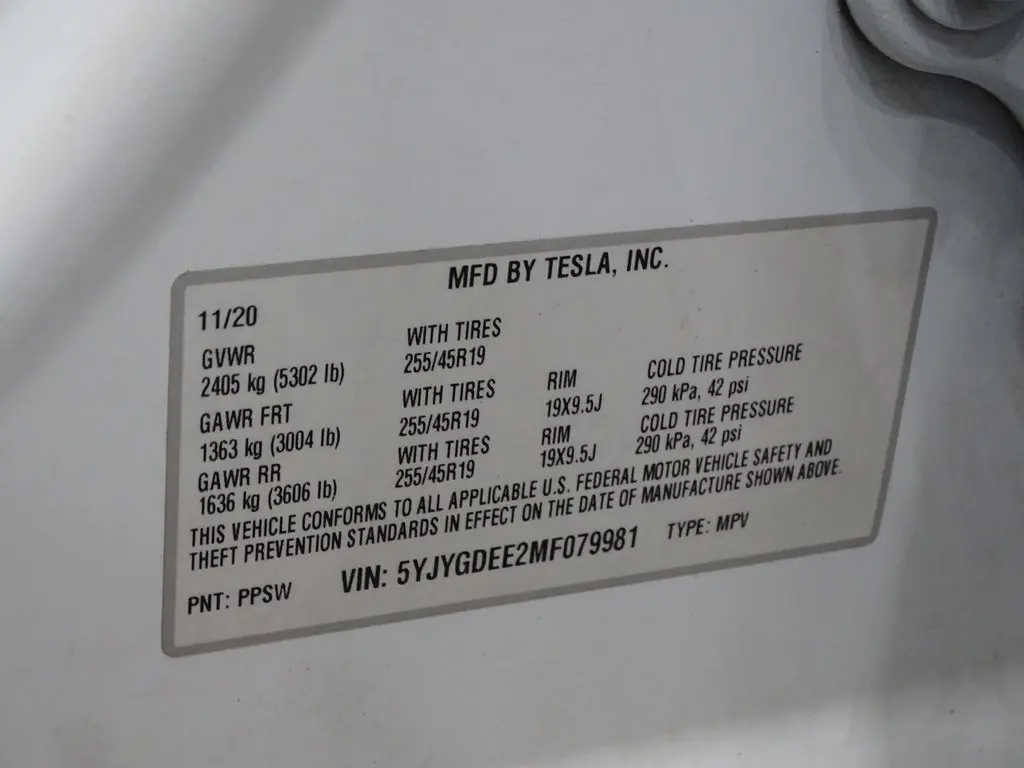 MFD BY TESLA, INC.
11/20
GVWR WITH TIRES
2405 kg (5302 lb) 255/45R19
GAWR FRT WITH TIRES RIM COLD TIRE PRESSURE
1363 kg (3004 lb) 255/45R19 19X9.5J 290 kPa, 42 psi
GAWR RR WITH TIRES RIM COLD TIRE PRESSURE
1636 kg (3606 lb) 255/45R19 19X9.5J 290 kPa, 42 psi
THIS VEHICLE CONFORMS TO ALL APPLICABLE U.S. FEDERAL MOTOR VEHICLE SAFETY AND
THEFT PREVENTION STANDARDS IN EFFECT ON THE DATE OF MANUFACTURE SHOWN ABOVE.
PNT: PPSW VIN: 5YJYGDEE2MF079981 TYPE: MPV